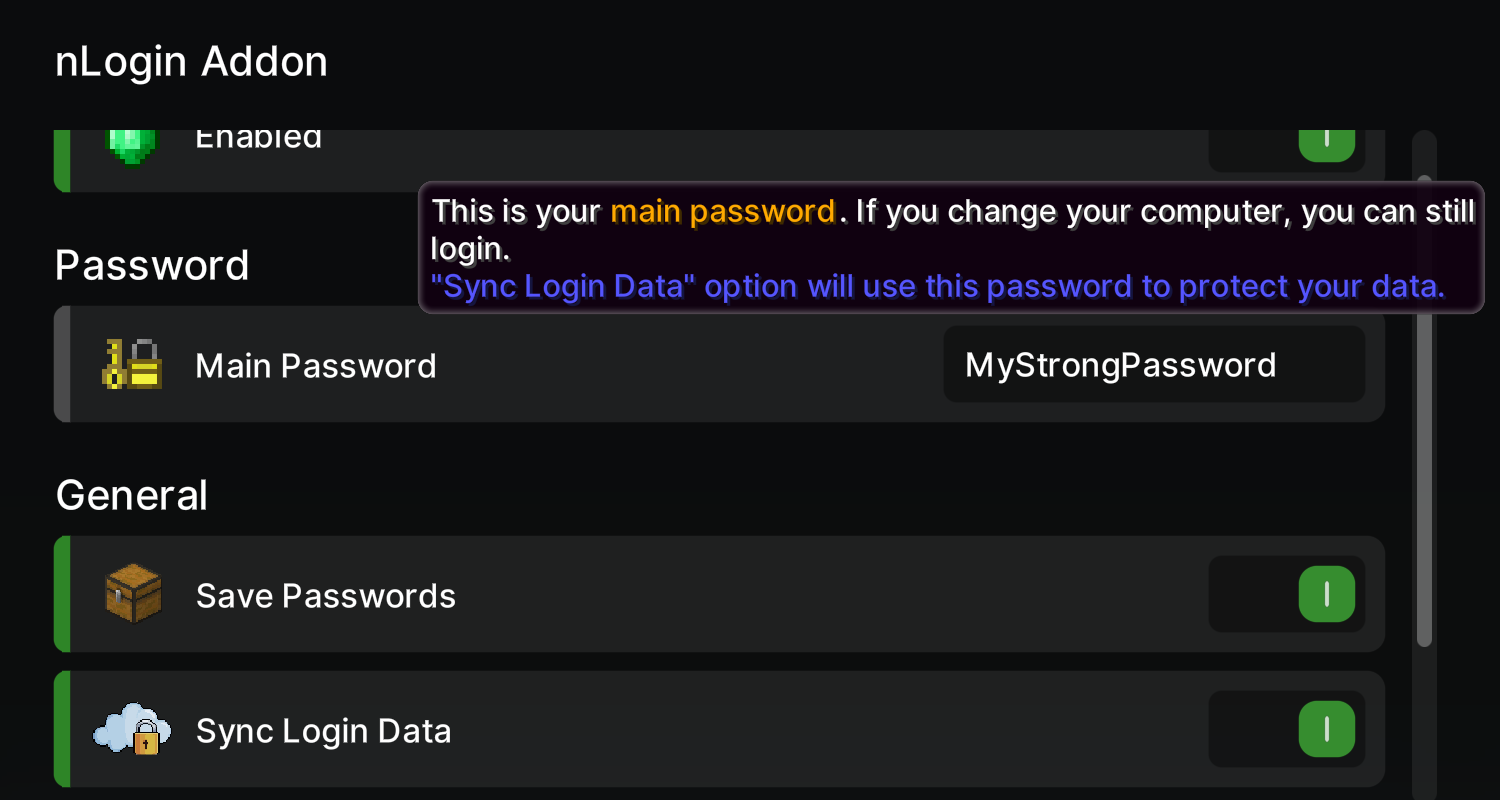 nLogin Addon
Enabled
This is your main password. If you change your computer, you can still
login.
"Sync Login Data" option will use this password to protect your data.
Password
Main Password
MyStrongPassword
General
Save Passwords
Sync Login Data